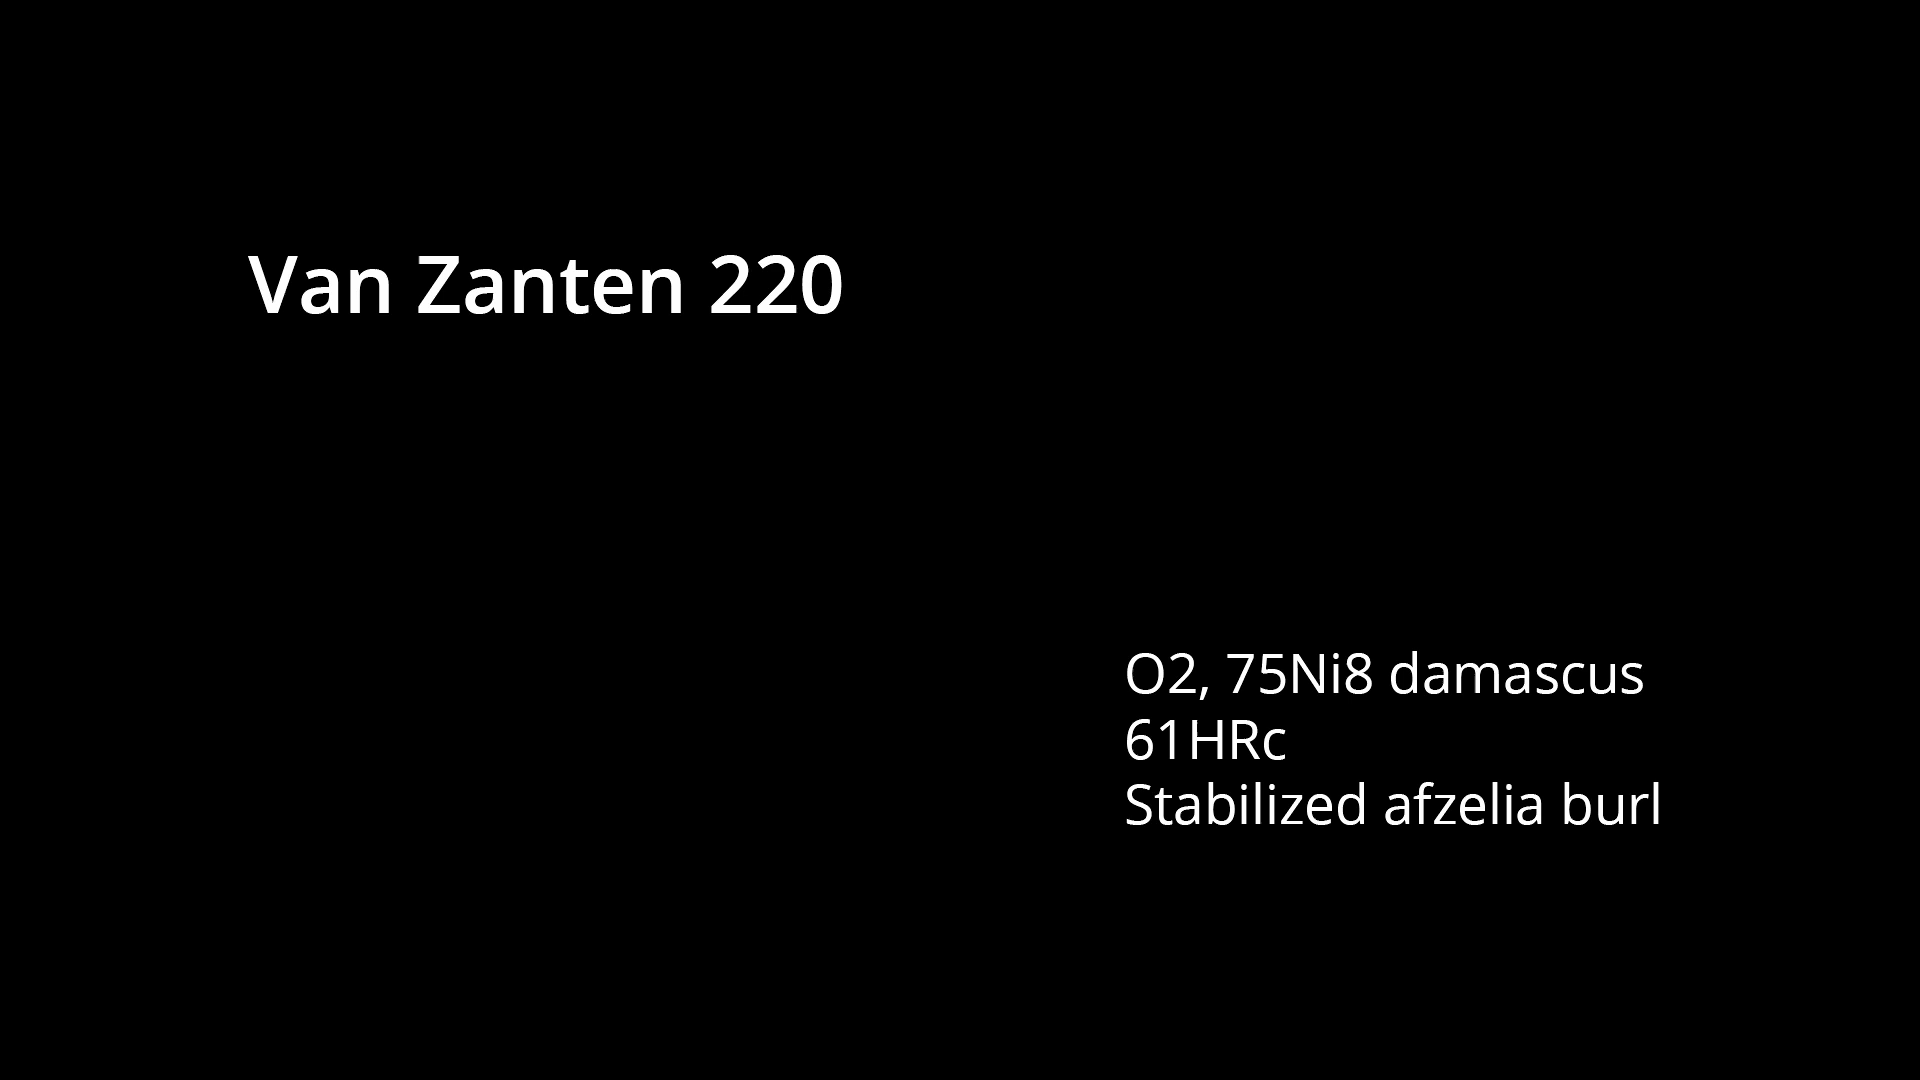 Van Zanten 220
O2, 75Ni8 damascus
61HRc
Stabilized afzelia burl